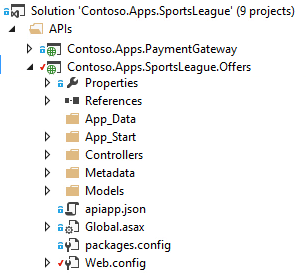 Solution 'Contoso.Apps.SportsLeague' (9 projects)
APIs
Contoso.Apps.PaymentGateway
Contoso.Apps.SportsLeague.Offers
Properties
References
App_Data
App_Start
Controllers
Metadata
Models
apiapp.json
Global.asax
packages.config
Web.config